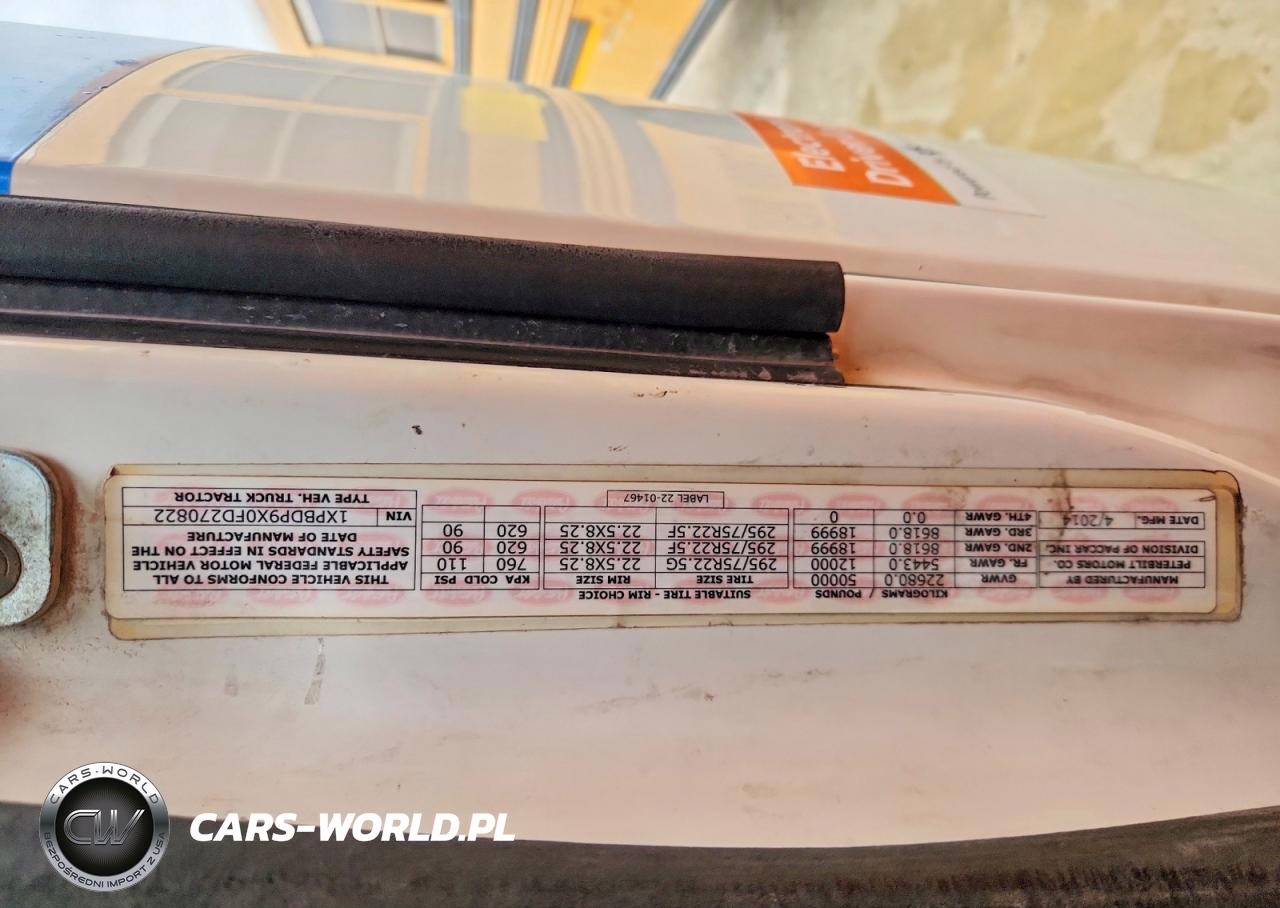 MANUFACTURED BY
PETERBILT MOTORS CO.
DIVISION OF PACCAR INC.
DATE MFG. 4/2014
KILOGRAMS / POUNDS
GVWR 22680.0 50000
FR. GAWR 5443.0 12000
2ND. GAWR 8618.0 18999
3RD. GAWR 8618.0 18999
4TH. GAWR 0.0 0
SUITABLE TIRE - RIM CHOICE
TIRE SIZE RIM SIZE KPA COLD PSI
295/75R22.5G 22.5X8.25 760 110
295/75R22.5F 22.5X8.25 620 90
295/75R22.5F 22.5X8.25 620 90
LABEL 22-01467
THIS VEHICLE CONFORMS TO ALL
APPLICABLE FEDERAL MOTOR VEHICLE
SAFETY STANDARDS IN EFFECT ON THE
DATE OF MANUFACTURE
VIN 1XPBDP9X0FD270822
TYPE VEH. TRUCK TRACTOR
CARS-WORLD
CW
BEZPOŚREDNI IMPORT Z USA
CARS-WORLD.PL